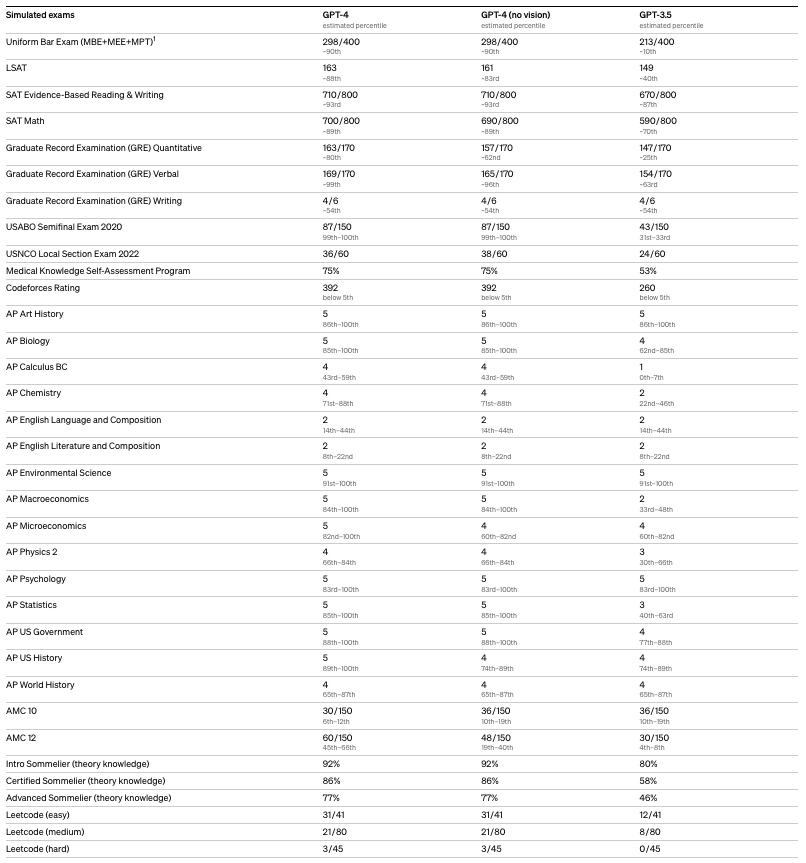 Simulated exams GPT-4 GPT-4 (no vision) GPT-3.5
estimated percentile estimated percentile estimated percentile
Uniform Bar Exam (MBE+MEE+MPT)¹ 298/400 298/400 213/400
~90th ~90th ~10th
LSAT 163 161 149
~88th ~83rd ~40th
SAT Evidence-Based Reading & Writing 710/800 710/800 670/800
~93rd ~93rd ~87th
SAT Math 700/800 690/800 590/800
~89th ~89th ~70th
Graduate Record Examination (GRE) Quantitative 163/170 157/170 147/170
~80th ~62nd ~25th
Graduate Record Examination (GRE) Verbal 169/170 165/170 154/170
~99th ~96th ~63rd
Graduate Record Examination (GRE) Writing 4/6 4/6 4/6
~54th ~54th ~54th
USABO Semifinal Exam 2020 87/150 87/150 43/150
99th–100th 99th–100th 31st–33rd
USNCO Local Section Exam 2022 36/60 38/60 24/60
Medical Knowledge Self-Assessment Program 75% 75% 53%
Codeforces Rating 392 392 260
below 5th below 5th below 5th
AP Art History 5 5 5
86th–100th 86th–100th 86th–100th
AP Biology 5 5 4
85th–100th 85th–100th 62nd–85th
AP Calculus BC 4 4 1
43rd–59th 43rd–59th 0th–7th
AP Chemistry 4 4 2
71st–88th 71st–88th 22nd–46th
AP English Language and Composition 2 2 2
14th–44th 14th–44th 14th–44th
AP English Literature and Composition 2 2 2
8th–22nd 8th–22nd 8th–22nd
AP Environmental Science 5 5 5
91st–100th 91st–100th 91st–100th
AP Macroeconomics 5 5 2
84th–100th 84th–100th 33rd–48th
AP Microeconomics 5 4 4
82nd–100th 60th–82nd 60th–82nd
AP Physics 2 4 4 3
66th–84th 66th–84th 30th–66th
AP Psychology 5 5 5
83rd–100th 83rd–100th 83rd–100th
AP Statistics 5 5 3
85th–100th 85th–100th 40th–63rd
AP US Government 5 5 4
88th–100th 88th–100th 77th–88th
AP US History 5 4 4
89th–100th 74th–89th 74th–89th
AP World History 4 4 4
65th–87th 65th–87th 65th–87th
AMC 10 30/150 36/150 36/150
6th–12th 10th–19th 10th–19th
AMC 12 60/150 48/150 30/150
45th–66th 19th–40th 4th–8th
Intro Sommelier (theory knowledge) 92% 92% 80%
Certified Sommelier (theory knowledge) 86% 86% 58%
Advanced Sommelier (theory knowledge) 77% 77% 46%
Leetcode (easy) 31/41 31/41 12/41
Leetcode (medium) 21/80 21/80 8/80
Leetcode (hard) 3/45 3/45 0/45